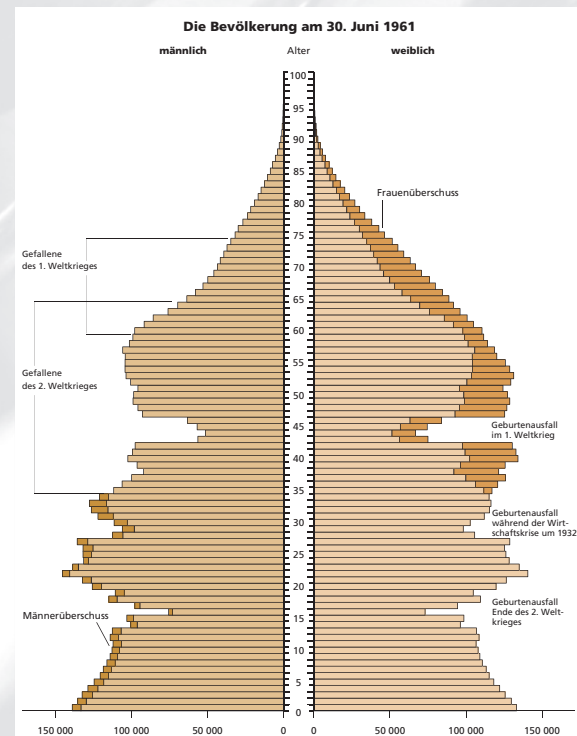 Die Bevölkerung am 30. Juni 1961
männlich
Alter
weiblich
100
95
90
85
80
75
70
65
60
55
50
45
40
35
30
25
20
15
10
5
0
Frauenüberschuss
Gefallene
des 1. Weltkrieges
Gefallene
des 2. Weltkrieges
Geburtenausfall
im 1. Weltkrieg
Geburtenausfall
während der Wirt-
schaftskrise um 1932
Geburtenausfall
Ende des 2. Welt-
krieges
Männerüberschuss
150 000 100 000 50 000 0 0 50 000 100 000 150 000